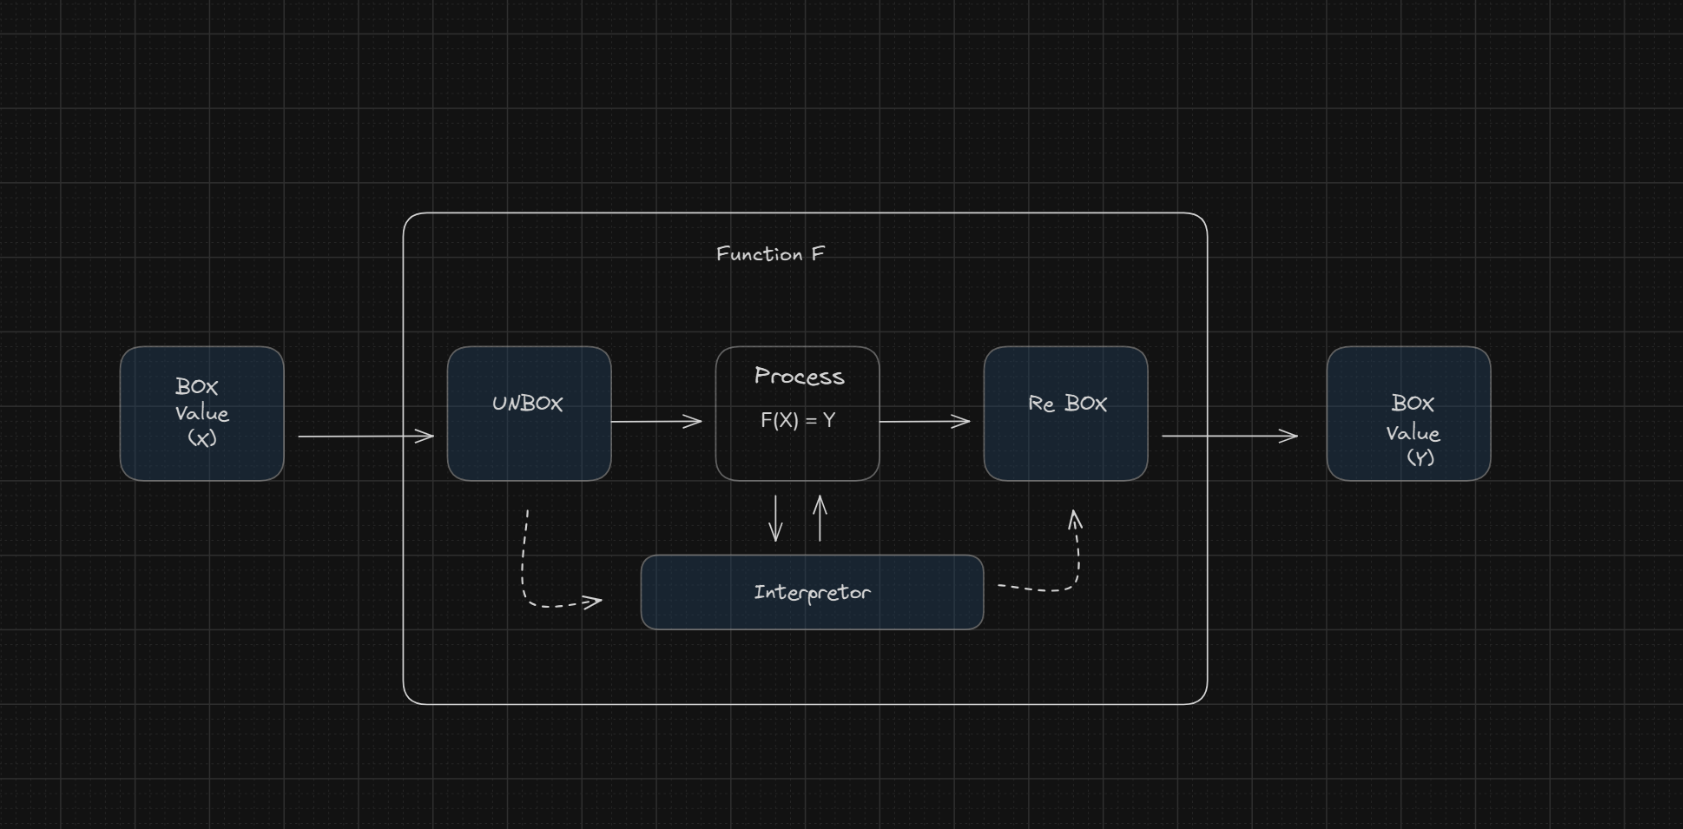 Function F
BOX
Value
(X)
UNBOX
Process
F(X) = Y
Re BOX
BOX
Value
(Y)
Interpretor